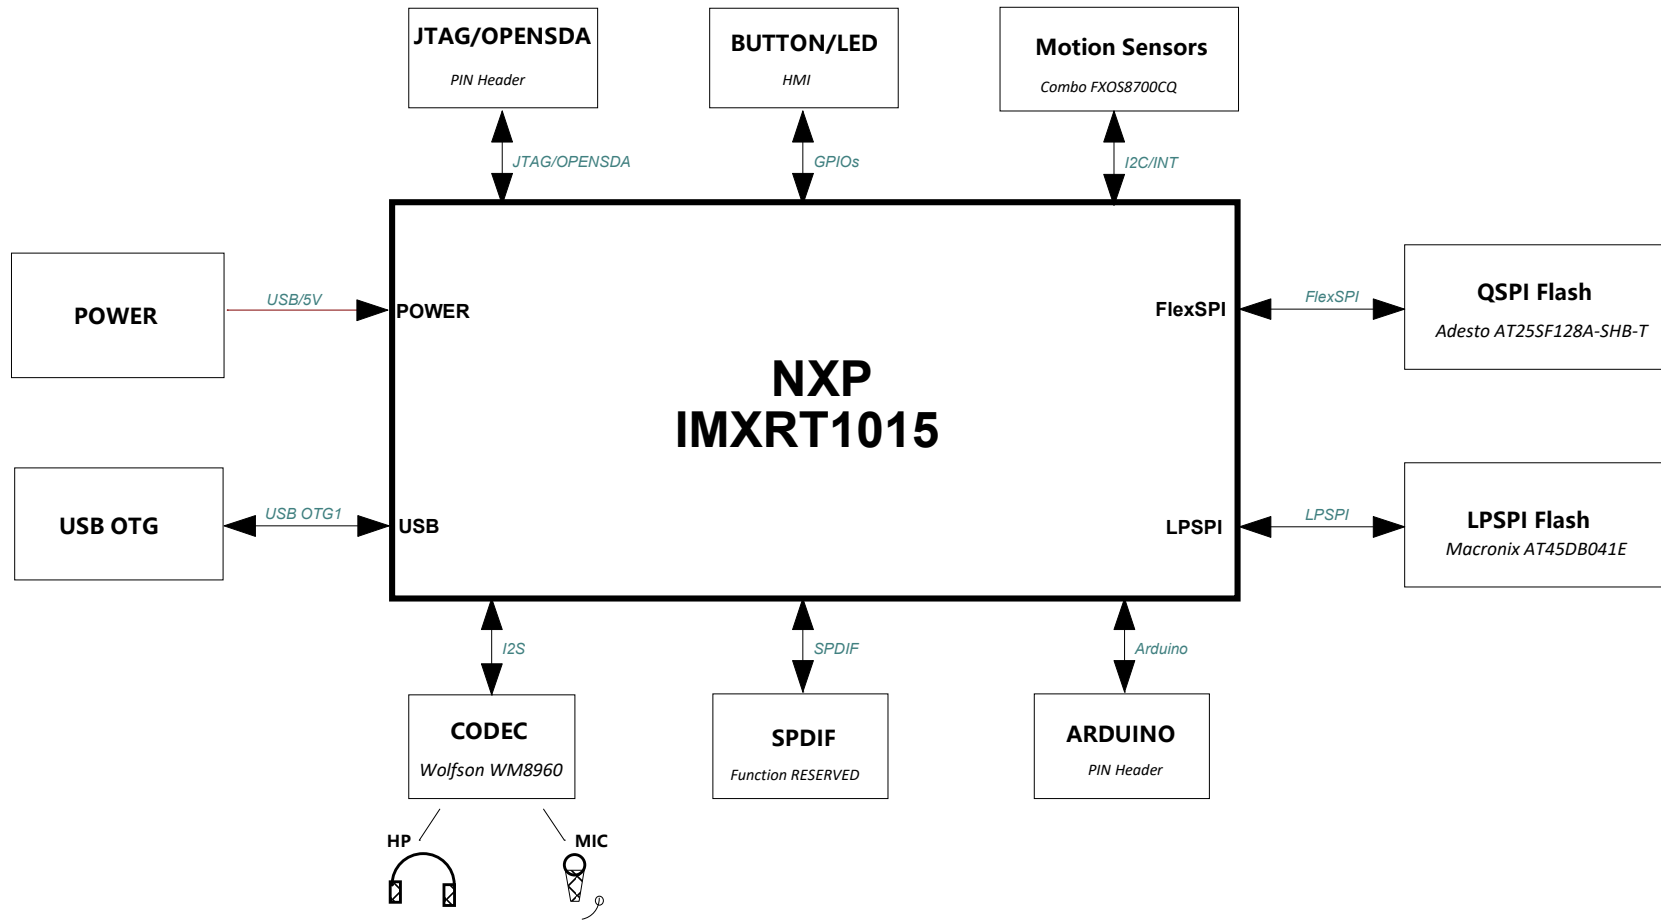 JTAG/OPENSDA
PIN Header
BUTTON/LED
HMI
Motion Sensors
Combo FXOS8700CQ
JTAG/OPENSDA
GPIOs
I2C/INT
POWER
USB/5V
POWER
FlexSPI
FlexSPI
QSPI Flash
Adesto AT25SF128A-SHB-T
NXP
IMXRT1015
USB OTG
USB OTG1
USB
LPSPI
LPSPI
LPSPI Flash
Macronix AT45DB041E
I2S
SPDIF
Arduino
CODEC
Wolfson WM8960
SPDIF
Function RESERVED
ARDUINO
PIN Header
HP
MIC